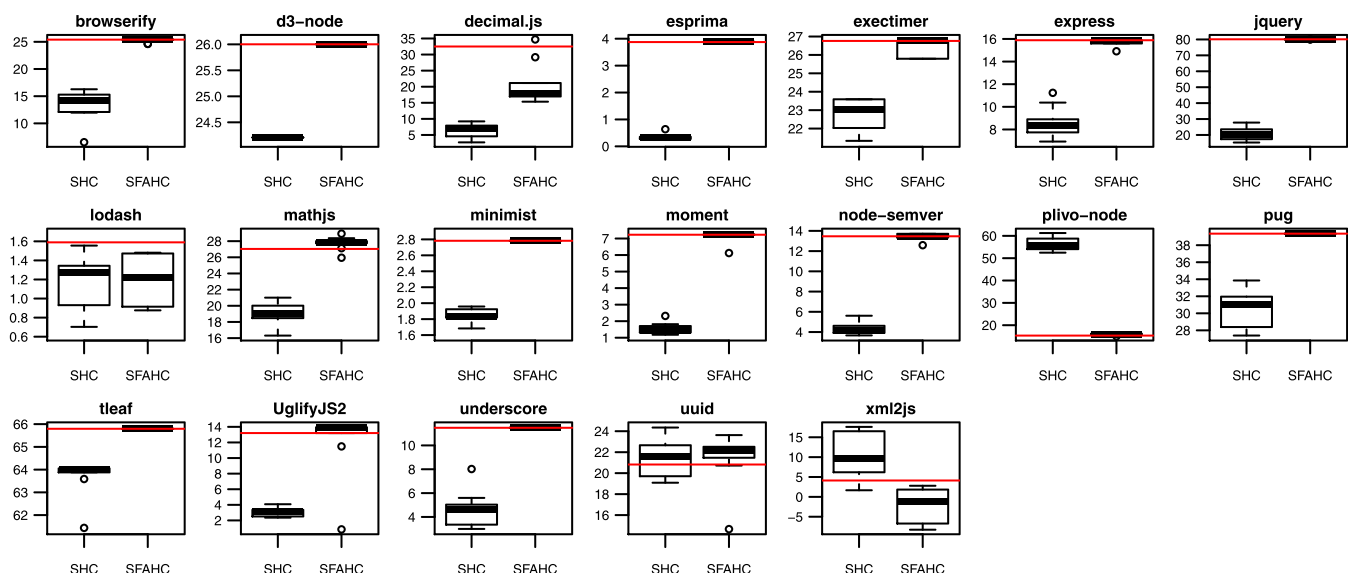 browserify d3−node decimal.js esprima exectimer express jquery
25 20 15 10
26.0 25.5 25.0 24.5
35 30 25 20 15 10 5
4 3 2 1 0
27 26 25 24 23 22
16 14 12 10 8
80 70 60 50 40 30 20
SHC SFAHC SHC SFAHC SHC SFAHC SHC SFAHC SHC SFAHC SHC SFAHC SHC SFAHC
lodash mathjs minimist moment node−semver plivo−node pug
1.6 1.4 1.2 1.0 0.8 0.6
28 26 24 22 20 18 16
2.8 2.6 2.4 2.2 2.0 1.8 1.6
7 6 5 4 3 2 1
14 12 10 8 6 4
60 50 40 30 20
38 36 34 32 30 28
SHC SFAHC SHC SFAHC SHC SFAHC SHC SFAHC SHC SFAHC SHC SFAHC SHC SFAHC
tleaf UglifyJS2 underscore uuid xml2js
66 65 64 63 62
14 12 10 8 6 4 2
10 8 6 4
24 22 20 18 16
15 10 5 0 −5
SHC SFAHC SHC SFAHC SHC SFAHC SHC SFAHC SHC SFAHC